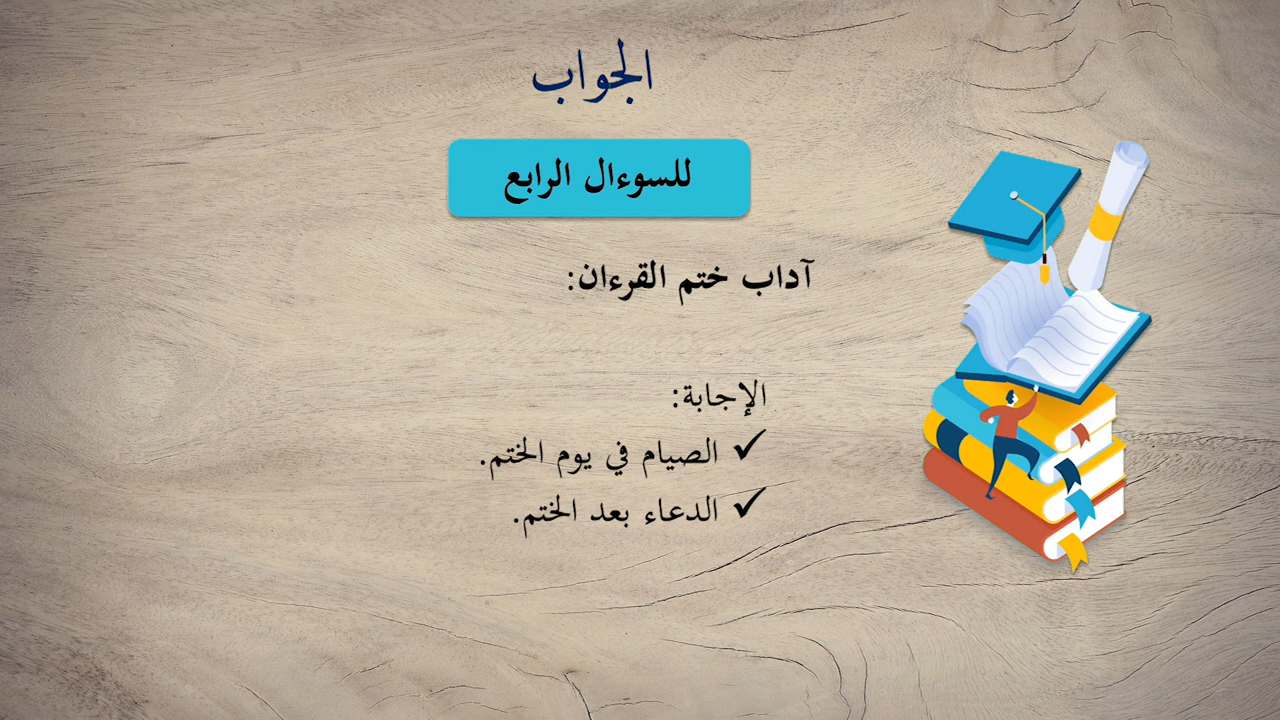 الجواب
للسوءال الرابع
آداب ختم القرءان:
الإجابة:
✓ الصيام في يوم الختم.
✓ الدعاء بعد الختم.